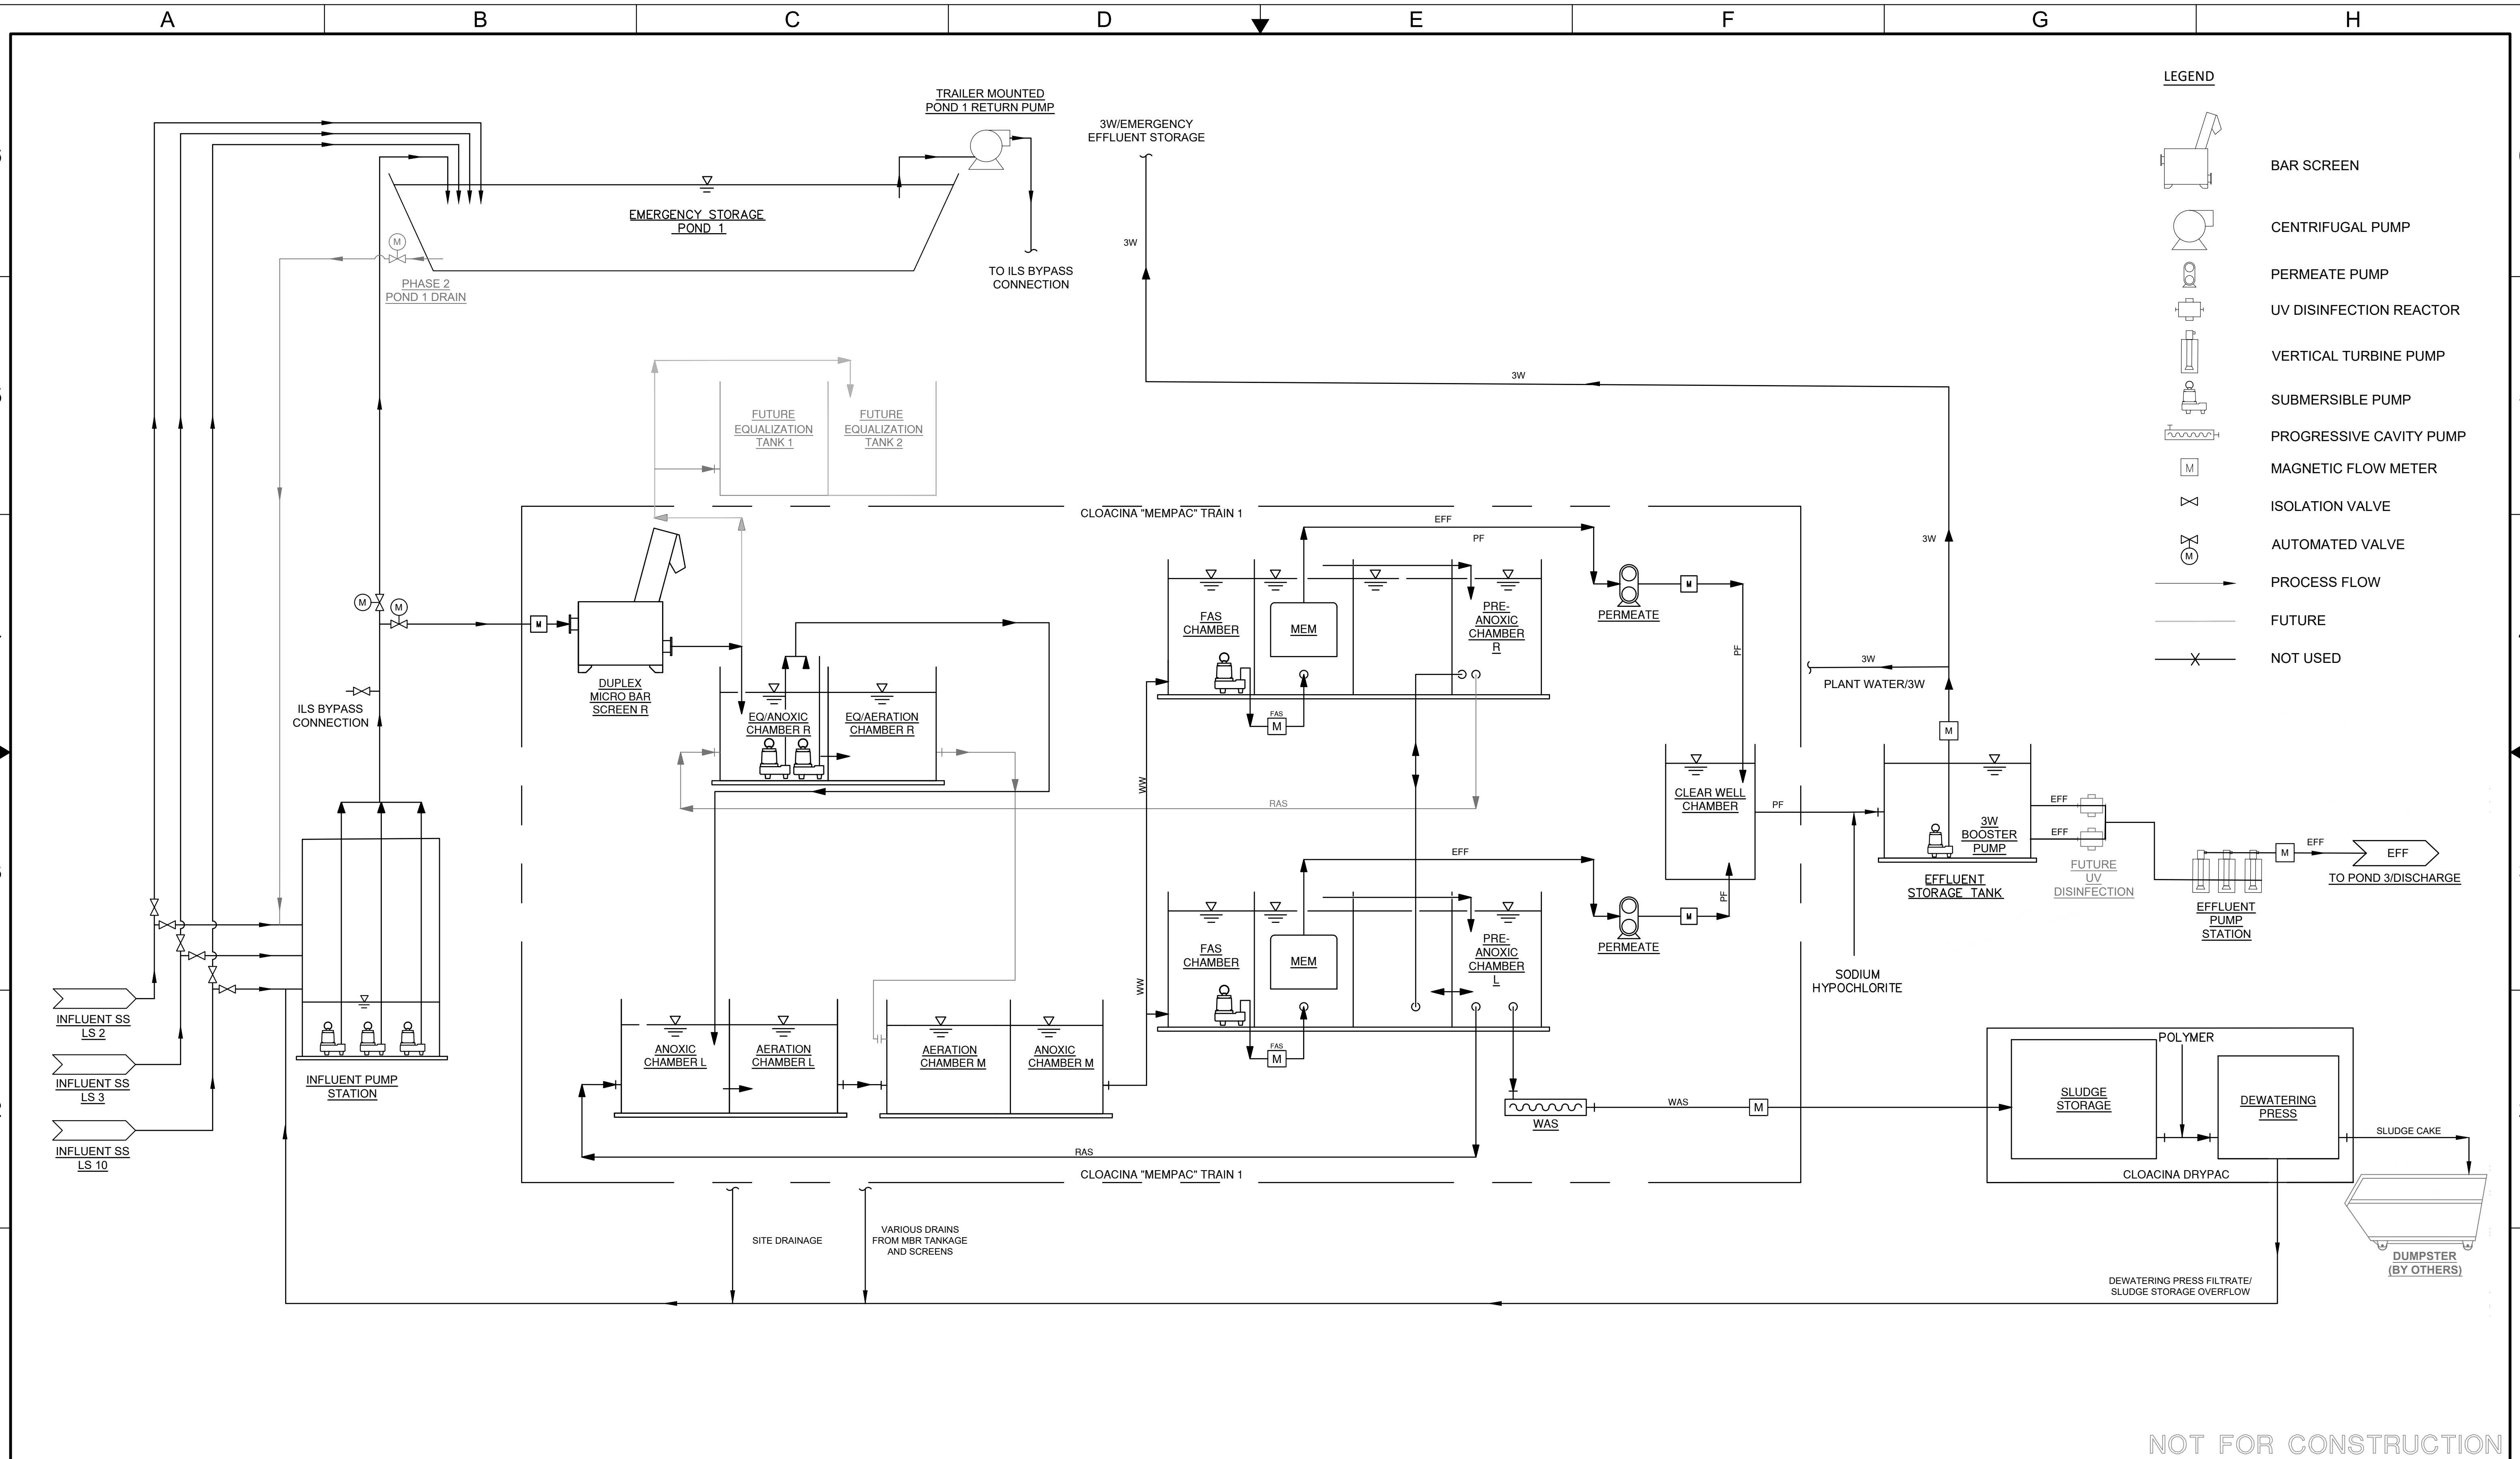 A
B
C
D
E
F
G
H
LEGEND
BAR SCREEN
CENTRIFUGAL PUMP
PERMEATE PUMP
UV DISINFECTION REACTOR
VERTICAL TURBINE PUMP
SUBMERSIBLE PUMP
PROGRESSIVE CAVITY PUMP
M
MAGNETIC FLOW METER
ISOLATION VALVE
M
AUTOMATED VALVE
PROCESS FLOW
FUTURE
NOT USED
TRAILER MOUNTED
POND 1 RETURN PUMP
3W/EMERGENCY
EFFLUENT STORAGE
EMERGENCY STORAGE
POND 1
M
PHASE 2
POND 1 DRAIN
3W
TO ILS BYPASS
CONNECTION
3W
FUTURE
EQUALIZATION
TANK 1
FUTURE
EQUALIZATION
TANK 2
CLOACINA "MEMPAC" TRAIN 1
EFF
PF
3W
M
M
M
DUPLEX
MICRO BAR
SCREEN R
ILS BYPASS
CONNECTION
EQ/ANOXIC
CHAMBER R
EQ/AERATION
CHAMBER R
FAS
CHAMBER
MEM
PRE-
ANOXIC
CHAMBER
R
FAS
M
PERMEATE
M
PF
3W
PLANT WATER/3W
M
WW
RAS
CLEAR WELL
CHAMBER
PF
3W
BOOSTER
PUMP
EFFLUENT
STORAGE TANK
EFF
EFF
FUTURE
UV
DISINFECTION
M
EFF
EFF
TO POND 3/DISCHARGE
EFFLUENT
PUMP
STATION
EFF
PF
FAS
CHAMBER
MEM
PRE-
ANOXIC
CHAMBER
L
FAS
M
PERMEATE
M
SODIUM
HYPOCHLORITE
WW
INFLUENT SS
LS 2
INFLUENT SS
LS 3
INFLUENT SS
LS 10
INFLUENT PUMP
STATION
ANOXIC
CHAMBER L
AERATION
CHAMBER L
AERATION
CHAMBER M
ANOXIC
CHAMBER M
WAS
WAS
M
RAS
CLOACINA "MEMPAC" TRAIN 1
POLYMER
SLUDGE
STORAGE
DEWATERING
PRESS
SLUDGE CAKE
CLOACINA DRYPAC
SITE DRAINAGE
VARIOUS DRAINS
FROM MBR TANKAGE
AND SCREENS
DUMPSTER
(BY OTHERS)
DEWATERING PRESS FILTRATE/
SLUDGE STORAGE OVERFLOW
NOT FOR CONSTRUCTION